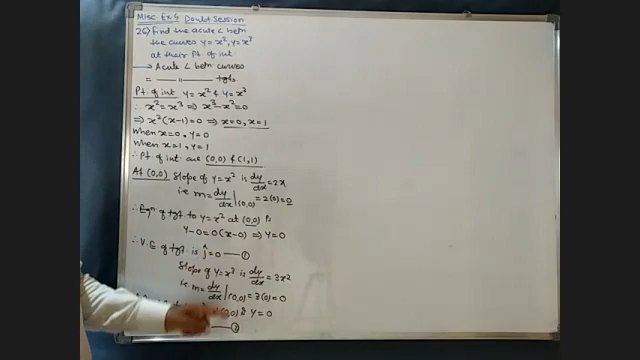 Misc Ex.4 Doubt Session
26) Find the acute ∠ betn
the curves y = x², y = x³
at their Pt. of int
→ Acute ∠ betn curves
= —— " —— tgts.
Pt. of int y = x² & y = x³
∴ x² = x³ ⇒ x³ - x² = 0
⇒ x²(x-1) = 0 ⇒ x = 0, x = 1
When x = 0, y = 0
When x = 1, y = 1
∴ Pt. of int. are (0,0) & (1,1)
At (0,0) Slope of y = x² is dy/dx = 2x
i.e m = dy/dx|(0,0) = 2(0) = 0
∴ Eqn of tgt to y = x² at (0,0) is
y - 0 = 0(x - 0) ⇒ y = 0
∴ V.E. of tgt is ĵ = 0 — ①
Slope of y = x³ is dy/dx = 3x²
i.e. m = dy/dx|(0,0) = 3(0) = 0
(0,0) is y = 0
— ②